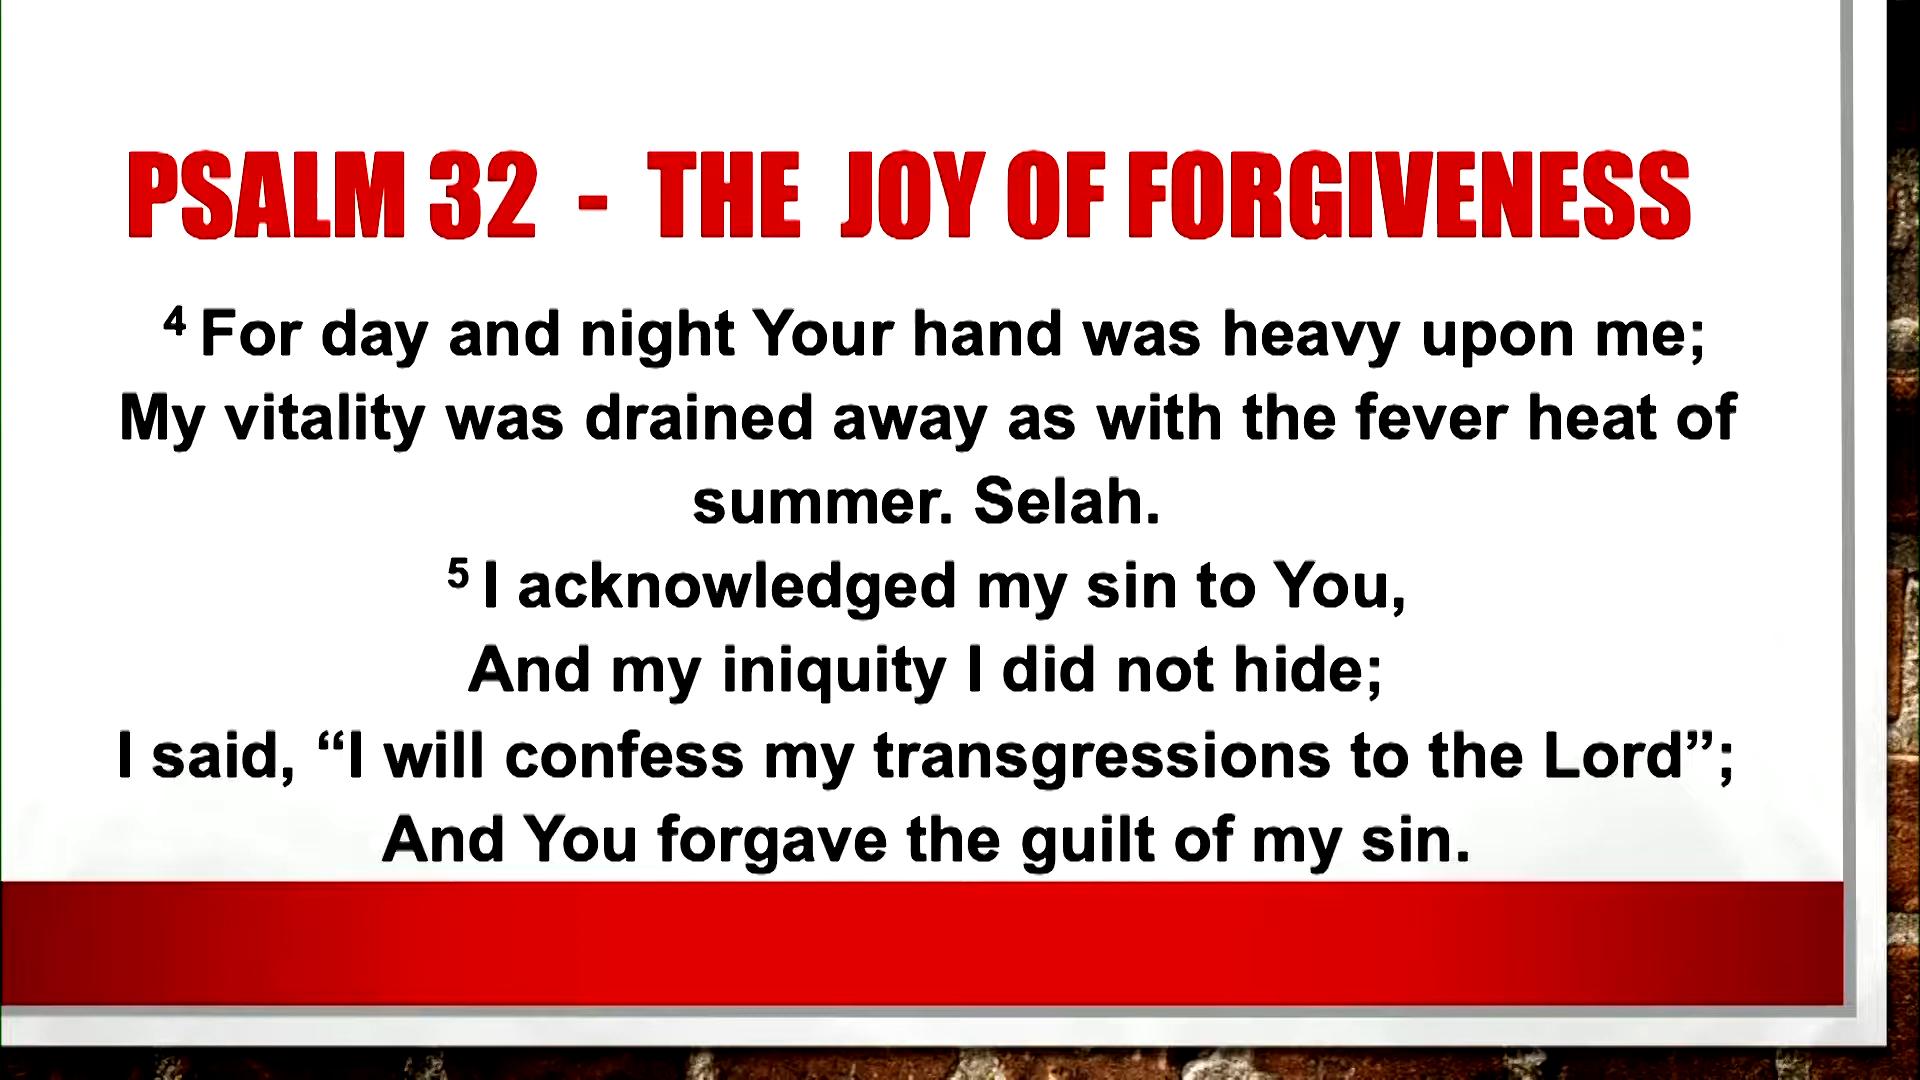 PSALM 32 - THE JOY OF FORGIVENESS
4 For day and night Your hand was heavy upon me;
My vitality was drained away as with the fever heat of
summer. Selah.
5 I acknowledged my sin to You,
And my iniquity I did not hide;
I said, “I will confess my transgressions to the Lord”;
And You forgave the guilt of my sin.